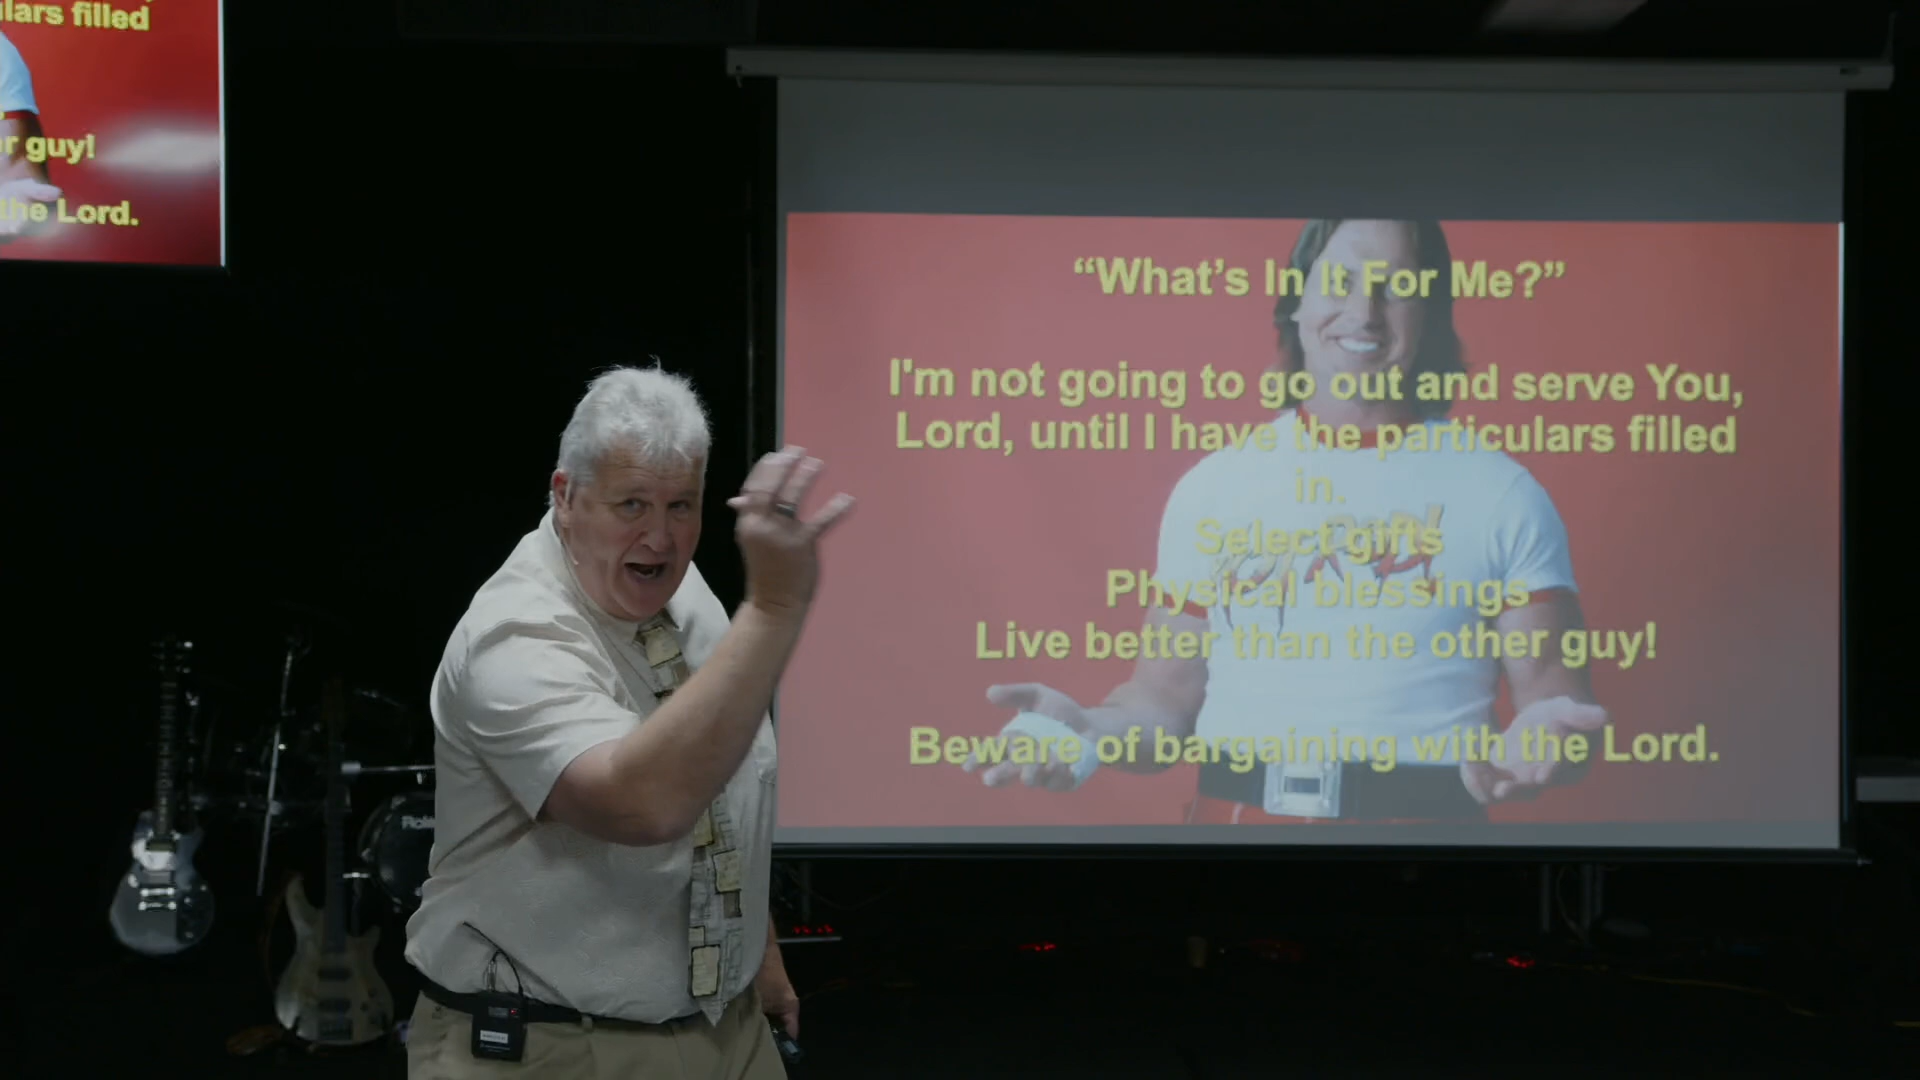 lars filled
r guy!
the Lord.
“What’s In It For Me?”
I'm not going to go out and serve You,
Lord, until I have the particulars filled
in.
Select gifts
Physical blessings
Live better than the other guy!
Beware of bargaining with the Lord.
Rol